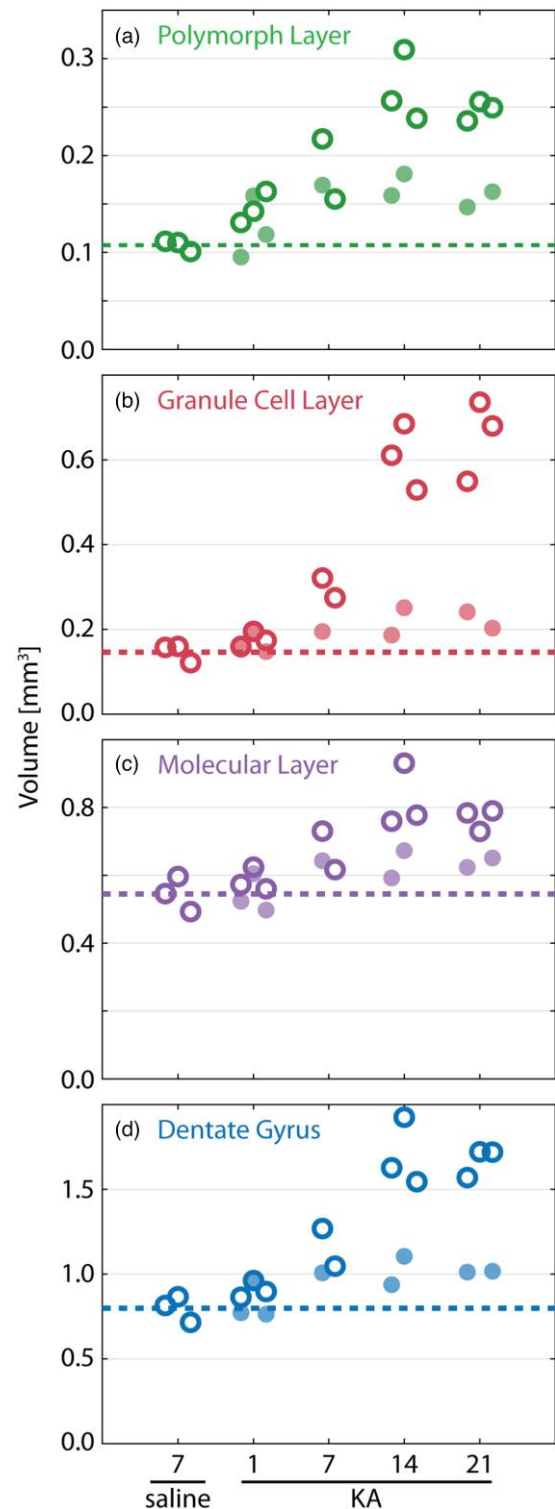 (a) Polymorph Layer
0.3
0.2
0.1
0.0
(b) Granule Cell Layer
0.6
0.4
0.2
0.0
Volume [mm³]
(c) Molecular Layer
0.8
0.4
0.0
(d) Dentate Gyrus
1.5
1.0
0.5
0.0
7 1 7 14 21
saline KA